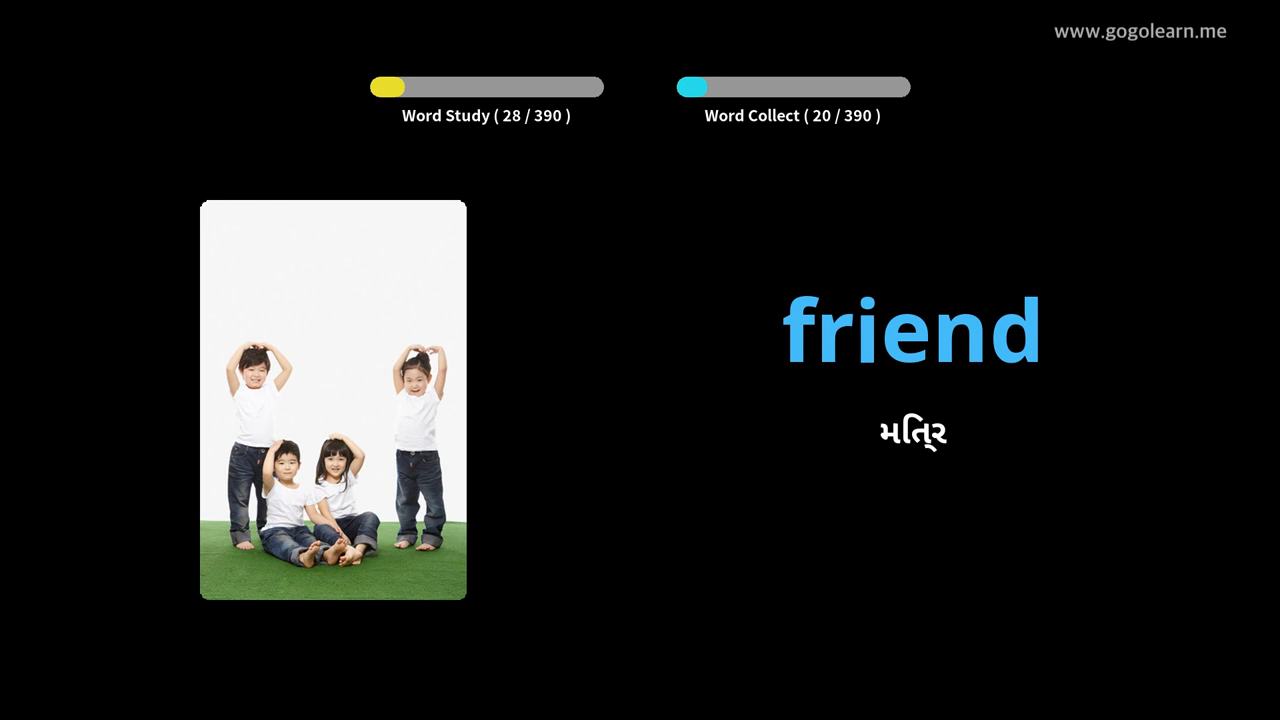 www.gogolearn.me
Word Study ( 28 / 390 )
Word Collect ( 20 / 390 )
friend
મિત્ર